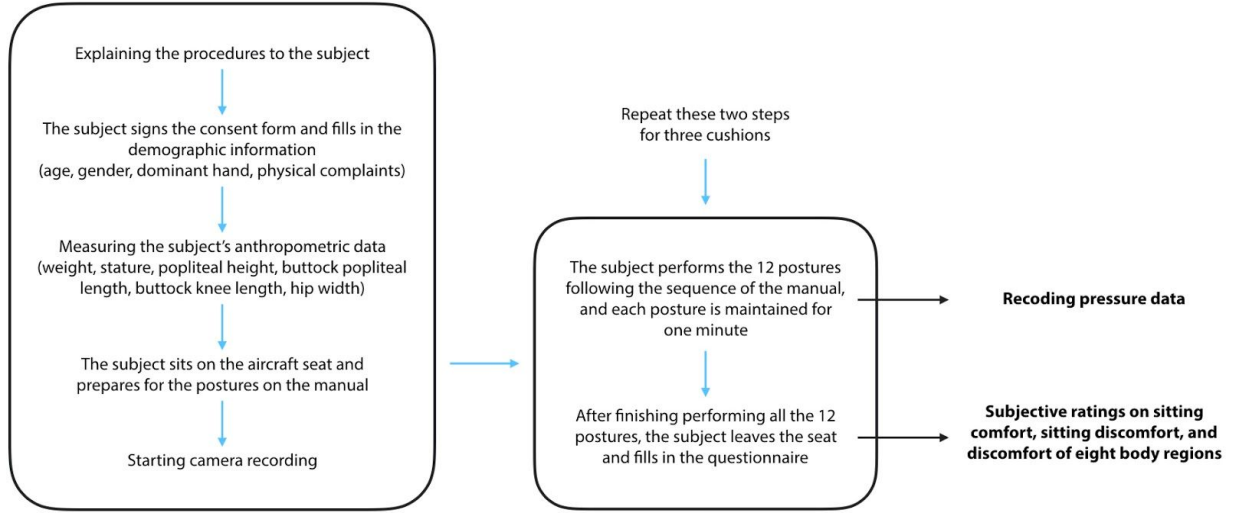 Explaining the procedures to the subject
The subject signs the consent form and fills in the
demographic information
(age, gender, dominant hand, physical complaints)
Measuring the subject's anthropometric data
(weight, stature, popliteal height, buttock popliteal
length, buttock knee length, hip width)
The subject sits on the aircraft seat and
prepares for the postures on the manual
Starting camera recording
Repeat these two steps
for three cushions
The subject performs the 12 postures
following the sequence of the manual,
and each posture is maintained for
one minute
Recoding pressure data
After finishing performing all the 12
postures, the subject leaves the seat
and fills in the questionnaire
Subjective ratings on sitting
comfort, sitting discomfort, and
discomfort of eight body regions